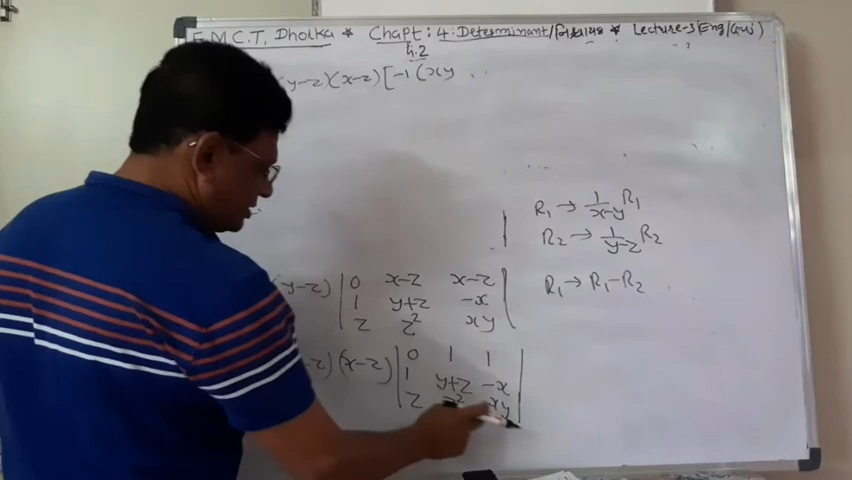 F.M.C.T. Dholka * Chapt: 4. Determinant/નિશ્ચાયક * Lecture-3 (Eng/Guj)
4.2
(y-z)(x-z)[-1(xy
R₁ → 1/(x-y) R₁
R₂ → 1/(y-z) R₂
(y-z) | 0 x-z x-z | R₁ → R₁-R₂
1 y+z -x
z z² xy
-z)(x-z) | 0 1 1 |
1 y+z -x
z z² xy